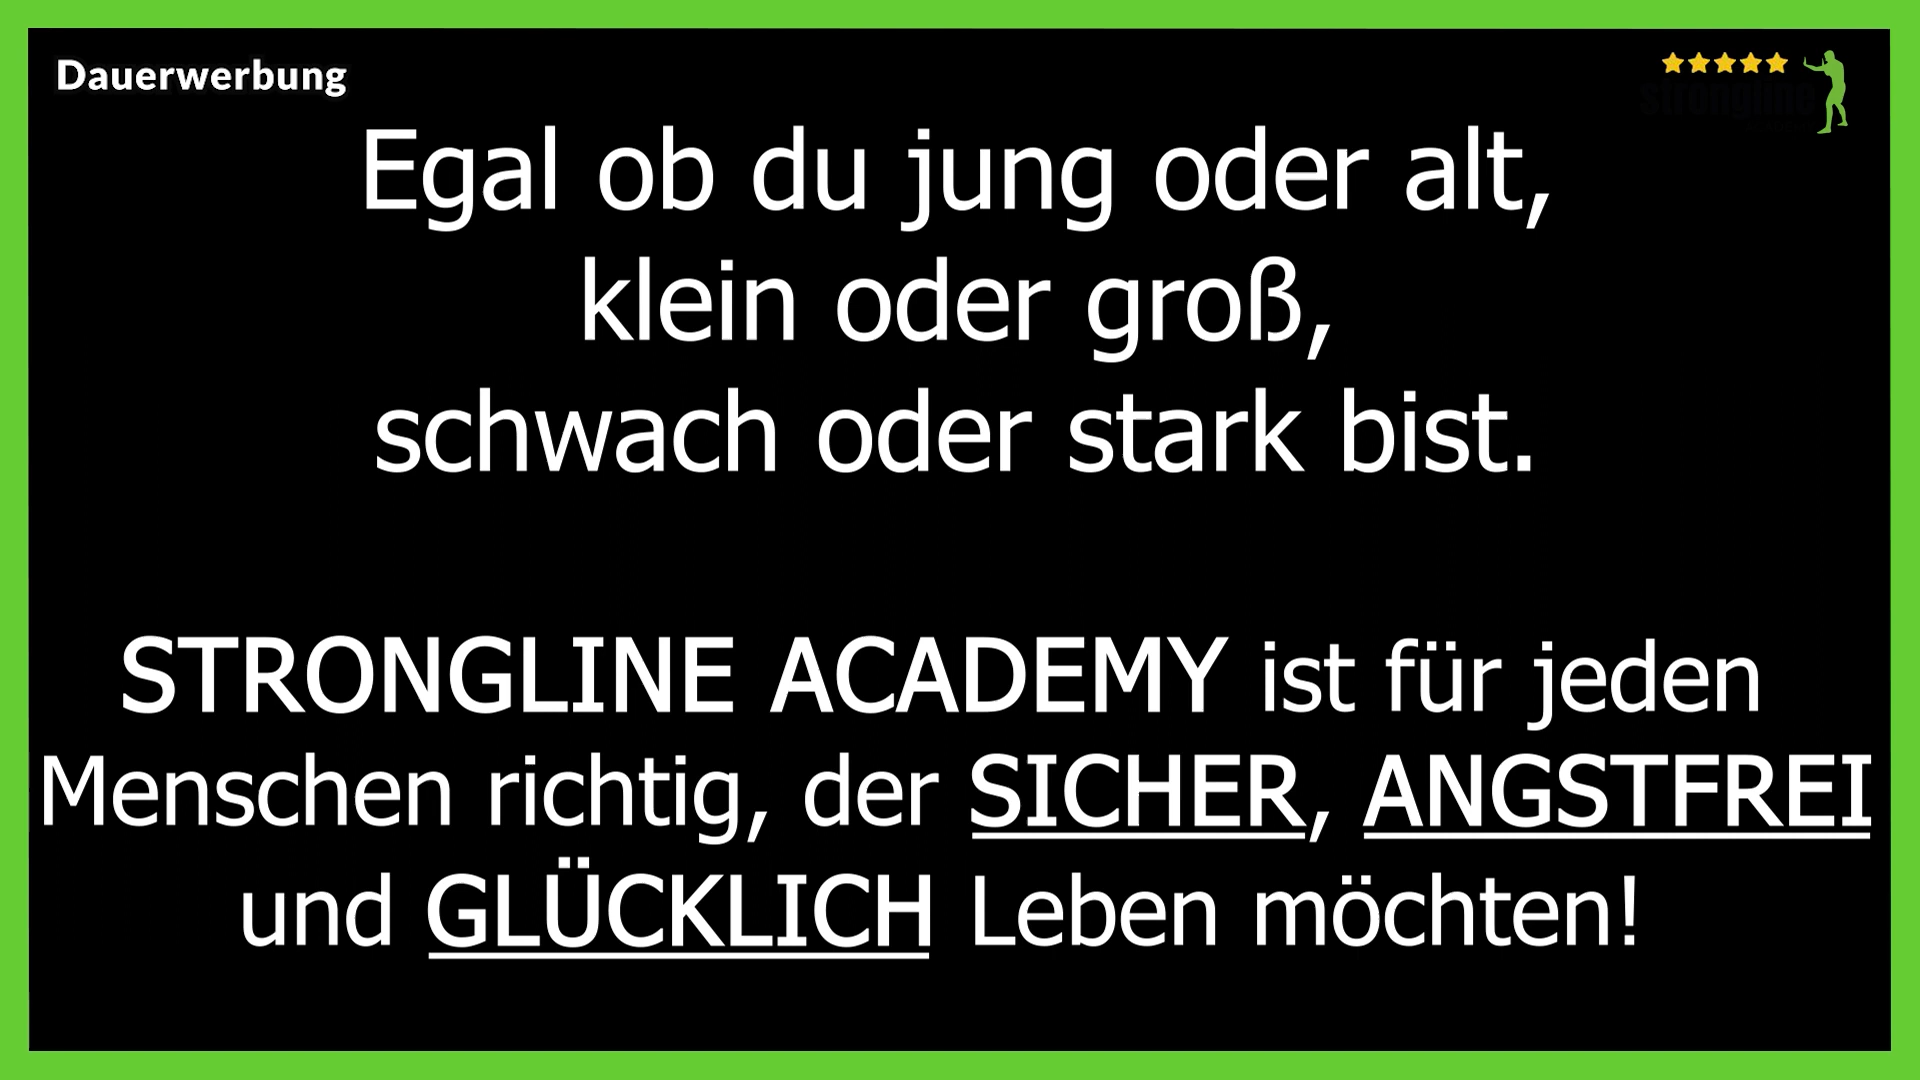 Dauerwerbung
Egal ob du jung oder alt,
klein oder groß,
schwach oder stark bist.
STRONGLINE ACADEMY ist für jeden
Menschen richtig, der SICHER, ANGSTFREI
und GLÜCKLICH Leben möchten!